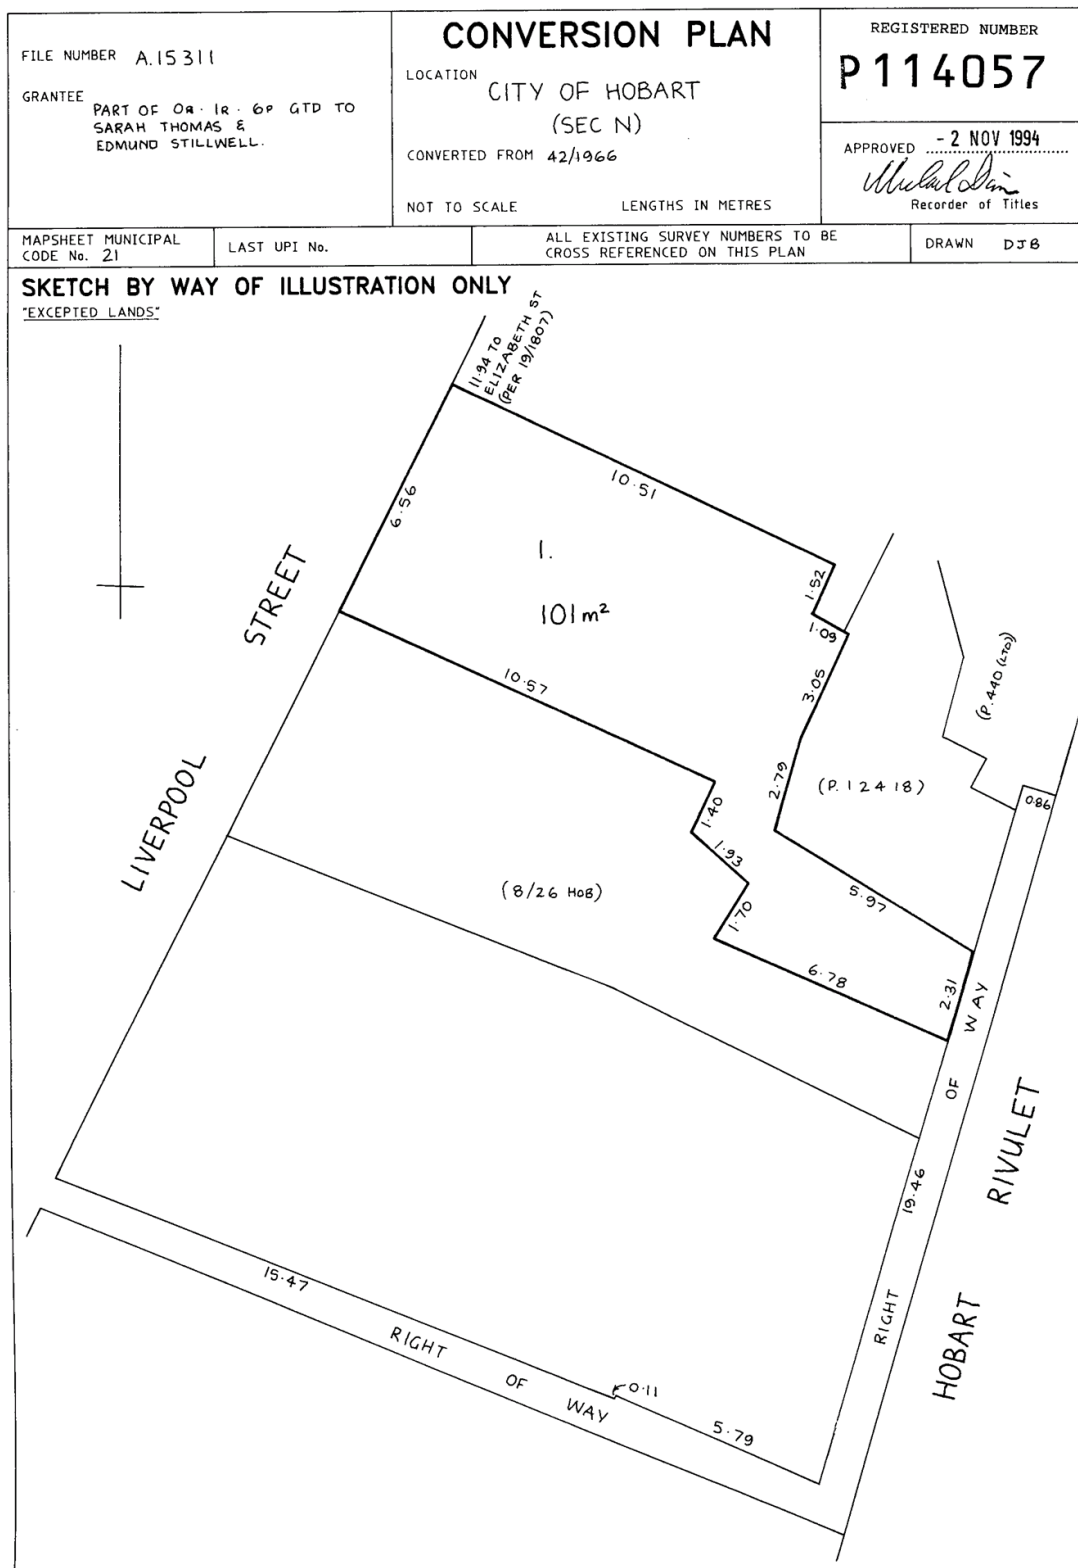 FILE NUMBER A.15311
GRANTEE
PART OF 0A. 1R. 6P GTD TO
SARAH THOMAS &
EDMUND STILLWELL.
CONVERSION PLAN
LOCATION
CITY OF HOBART
(SEC N)
CONVERTED FROM 42/1966
NOT TO SCALE LENGTHS IN METRES
REGISTERED NUMBER
P114057
APPROVED - 2 NOV 1994
Recorder of Titles
MAPSHEET MUNICIPAL
CODE No. 21
LAST UPI No.
ALL EXISTING SURVEY NUMBERS TO BE
CROSS REFERENCED ON THIS PLAN
DRAWN DJB
SKETCH BY WAY OF ILLUSTRATION ONLY
"EXCEPTED LANDS"
11.94 TO
ELIZABETH ST
(PER 19/1807)
10.51
6.56
1.
101m²
1.52
1.09
3.05
2.79
(P.440 (LTO))
(P.12418)
0.86
STREET
LIVERPOOL
10.57
1.40
1.93
1.70
(8/26 HOB)
5.97
6.78
2.31
WAY
OF
RIGHT
19.46
RIVULET
HOBART
15.47
RIGHT
OF
WAY
0.11
5.79